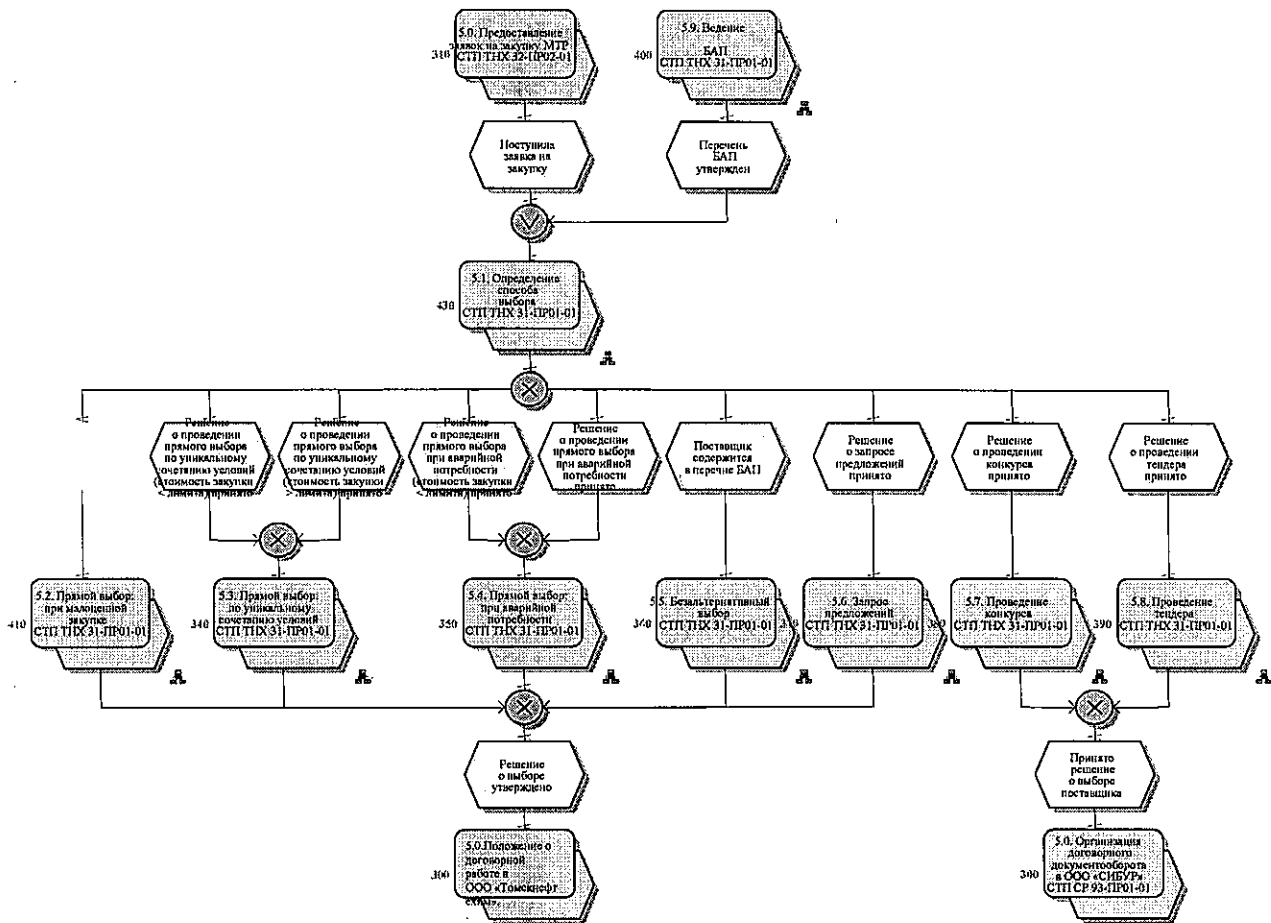 5.0. Предоставление
заявок на закупку МТР
СТП ТНХ 32-ПР02-01
310
5.9. Ведение
БАП
СТП ТНХ 31-ПР01-01
400
Поступила
заявка на
закупку
Перечень
БАП
утвержден
5.1. Определение
способа
выбора
СТП ТНХ 31-ПР01-01
430
Решение
о проведении
прямого выбора
по уникальному
сочетанию условий
(стоимость закупки
лимита) принято
Решение
о проведении
прямого выбора
по уникальному
сочетанию условий
(стоимость закупки
лимита) принято
Решение
о проведении
прямого выбора
при аварийной
потребности
(стоимость закупки
лимита) принято
Решение
о проведении
прямого выбора
при аварийной
потребности
принято
Поставщик
содержится
в перечне БАП
Решение
о запросе
предложений
принято
Решение
о проведении
конкурса
принято
Решение
о проведении
тендера
принято
5.2. Прямой выбор:
при малоценной
закупке
СТП ТНХ 31-ПР01-01
410
5.3. Прямой выбор:
по уникальному
сочетанию условий
СТП ТНХ 31-ПР01-01
340
5.4. Прямой выбор:
при аварийной
потребности
СТП ТНХ 31-ПР01-01
350
5.5. Безальтернативный
выбор
СТП ТНХ 31-ПР01-01
360
5.6. Запрос
предложений
СТП ТНХ 31-ПР01-01
5.7. Проведение
конкурса
СТП ТНХ 31-ПР01-01
380
5.8. Проведение
тендера
СТП ТНХ 31-ПР01-01
390
Решение
о выборе
утверждено
Принято
решение
о выборе
поставщика
5.0.Положение о
договорной
работе в
ООО «Томскнефт
ехим».
300
5.0. Организация
договорного
документооборота
в ООО «СИБУР»
СТП СР 93-ПР01-01
300